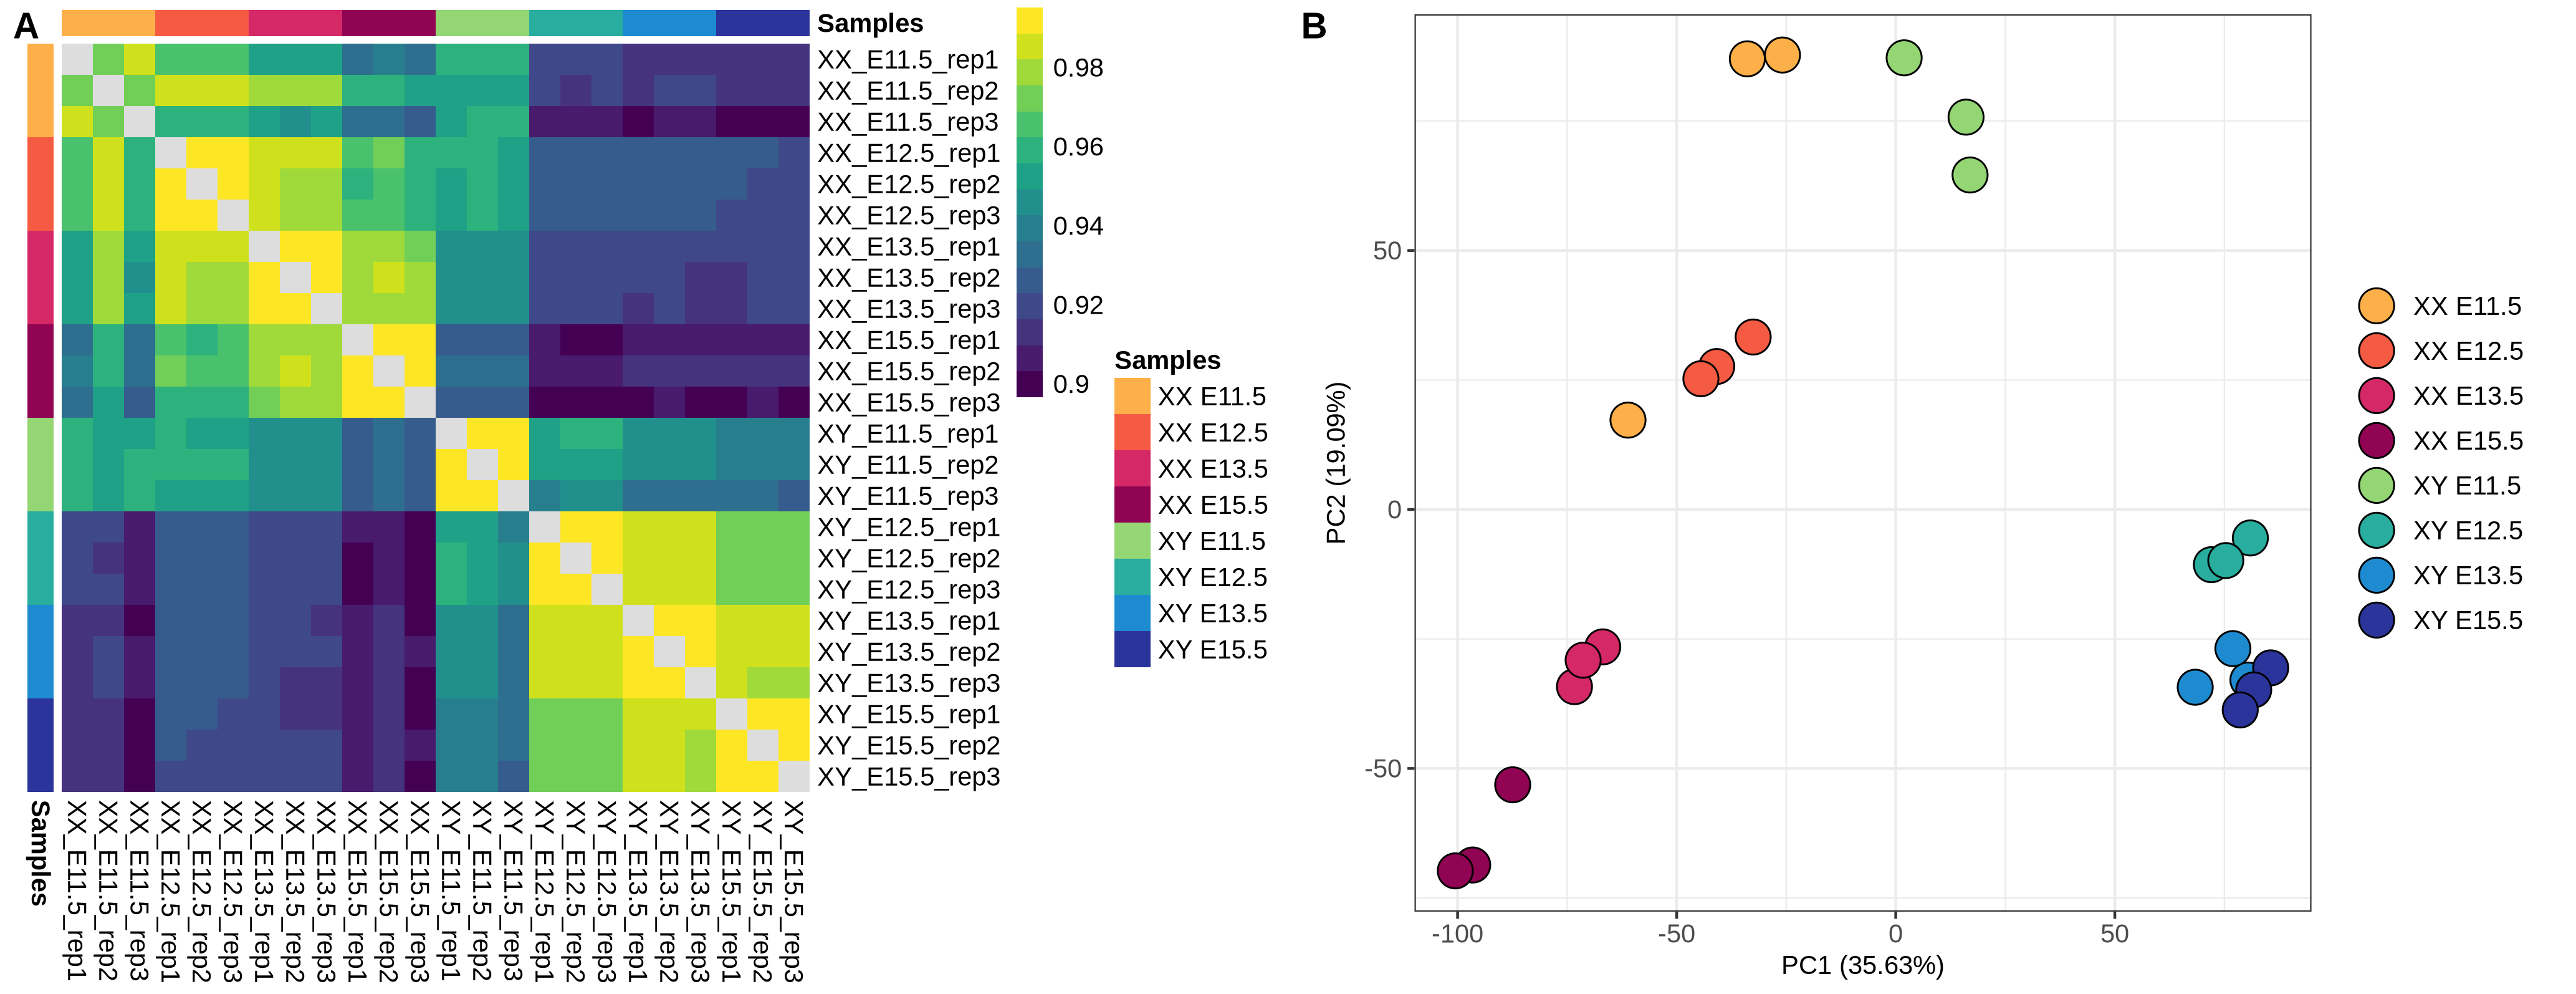 A
Samples
XX_E11.5_rep1
XX_E11.5_rep2
XX_E11.5_rep3
XX_E12.5_rep1
XX_E12.5_rep2
XX_E12.5_rep3
XX_E13.5_rep1
XX_E13.5_rep2
XX_E13.5_rep3
XX_E15.5_rep1
XX_E15.5_rep2
XX_E15.5_rep3
XY_E11.5_rep1
XY_E11.5_rep2
XY_E11.5_rep3
XY_E12.5_rep1
XY_E12.5_rep2
XY_E12.5_rep3
XY_E13.5_rep1
XY_E13.5_rep2
XY_E13.5_rep3
XY_E15.5_rep1
XY_E15.5_rep2
XY_E15.5_rep3
Samples
XX_E11.5_rep1
XX_E11.5_rep2
XX_E11.5_rep3
XX_E12.5_rep1
XX_E12.5_rep2
XX_E12.5_rep3
XX_E13.5_rep1
XX_E13.5_rep2
XX_E13.5_rep3
XX_E15.5_rep1
XX_E15.5_rep2
XX_E15.5_rep3
XY_E11.5_rep1
XY_E11.5_rep2
XY_E11.5_rep3
XY_E12.5_rep1
XY_E12.5_rep2
XY_E12.5_rep3
XY_E13.5_rep1
XY_E13.5_rep2
XY_E13.5_rep3
XY_E15.5_rep1
XY_E15.5_rep2
XY_E15.5_rep3
0.98
0.96
0.94
0.92
0.9
Samples
XX E11.5
XX E12.5
XX E13.5
XX E15.5
XY E11.5
XY E12.5
XY E13.5
XY E15.5
B
PC2 (19.09%)
50
0
-50
-100
-50
0
50
PC1 (35.63%)
XX E11.5
XX E12.5
XX E13.5
XX E15.5
XY E11.5
XY E12.5
XY E13.5
XY E15.5